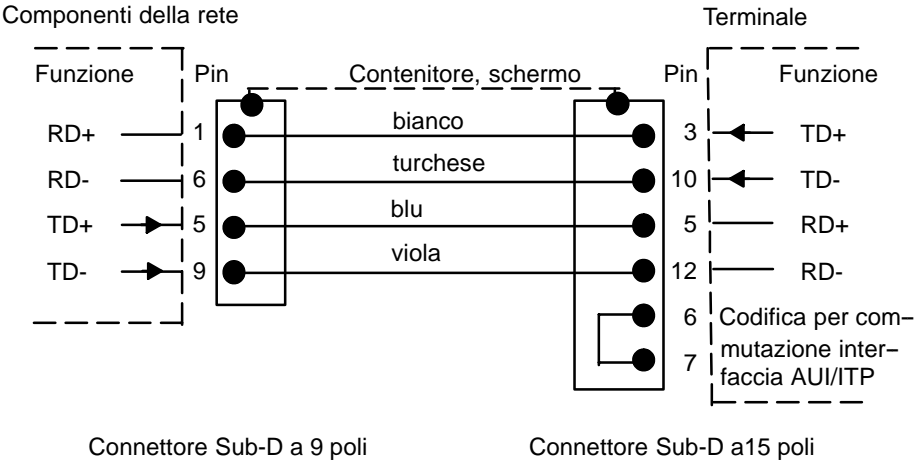 Componenti della rete
Terminale
Funzione Pin Contenitore, schermo Pin Funzione
RD+ 1 bianco 3 TD+
RD- 6 turchese 10 TD-
TD+ 5 blu 5 RD+
TD- 9 viola 12 RD-
6 Codifica per com-
mutazione inter-
7 faccia AUI/ITP
Connettore Sub-D a 9 poli Connettore Sub-D a15 poli